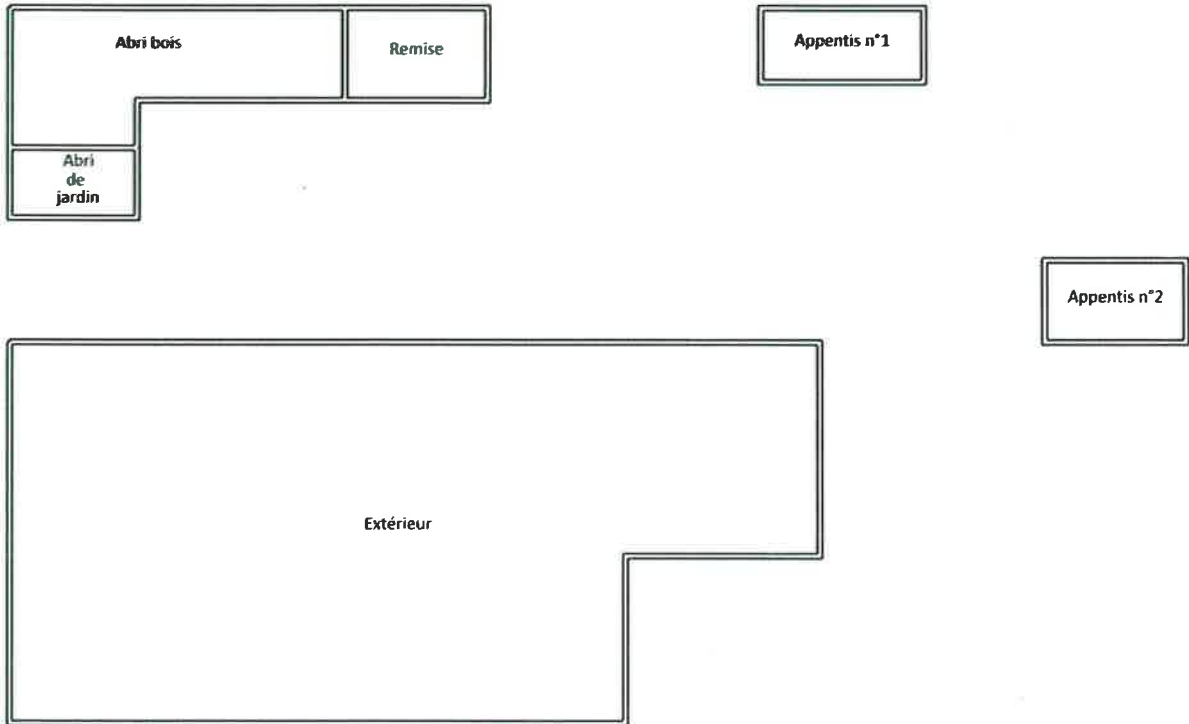 Abri bois
Remise
Appentis n°1
Abri
de
jardin
Appentis n°2
Extérieur